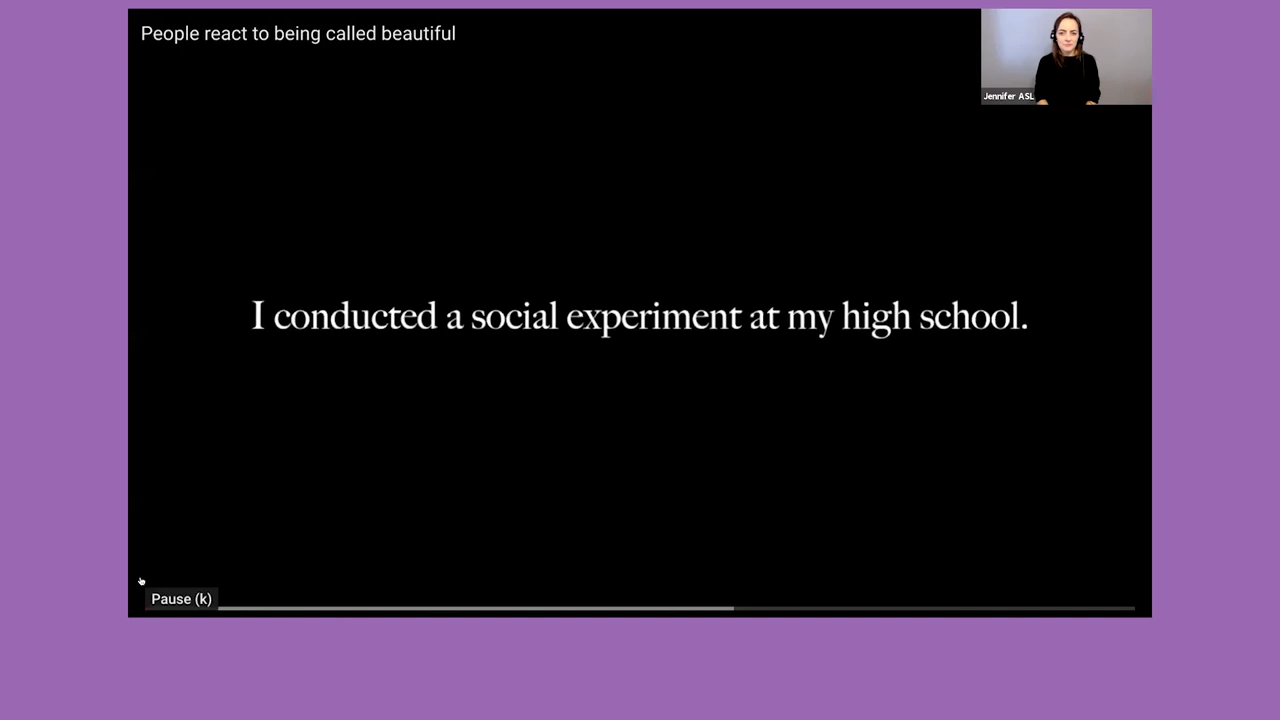 People react to being called beautiful
Jennifer ASL
I conducted a social experiment at my high school.
Pause (k)